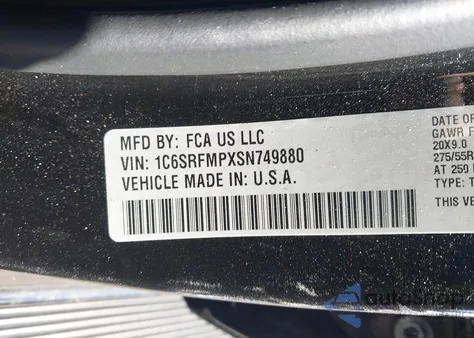 MFD BY: FCA US LLC
VIN: 1C6SRFMPXSN749880
VEHICLE MADE IN: U.S.A.
DATE OF
GAWR F
20X9.0
275/55R
AT 250
TYPE: T
THIS VE
AutoSnap